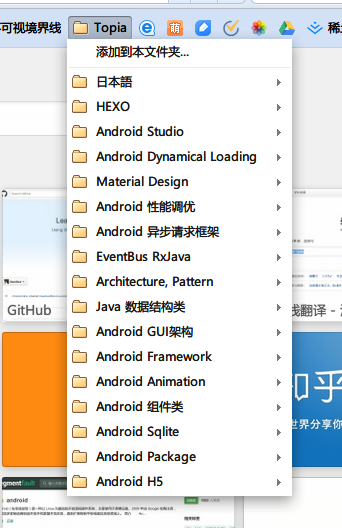 不可视境界线
Topia
萌
稀土
添加到本文件夹...
日本語
HEXO
Android Studio
Android Dynamical Loading
Material Design
Android 性能调优
Android 异步请求框架
EventBus RxJava
Architecture, Pattern
Java 数据结构类
Android GUI架构
Android Framework
Android Animation
Android 组件类
Android Sqlite
Android Package
Android H5
GitHub
线翻译 -
知乎
世界分享你
segmentfault
android